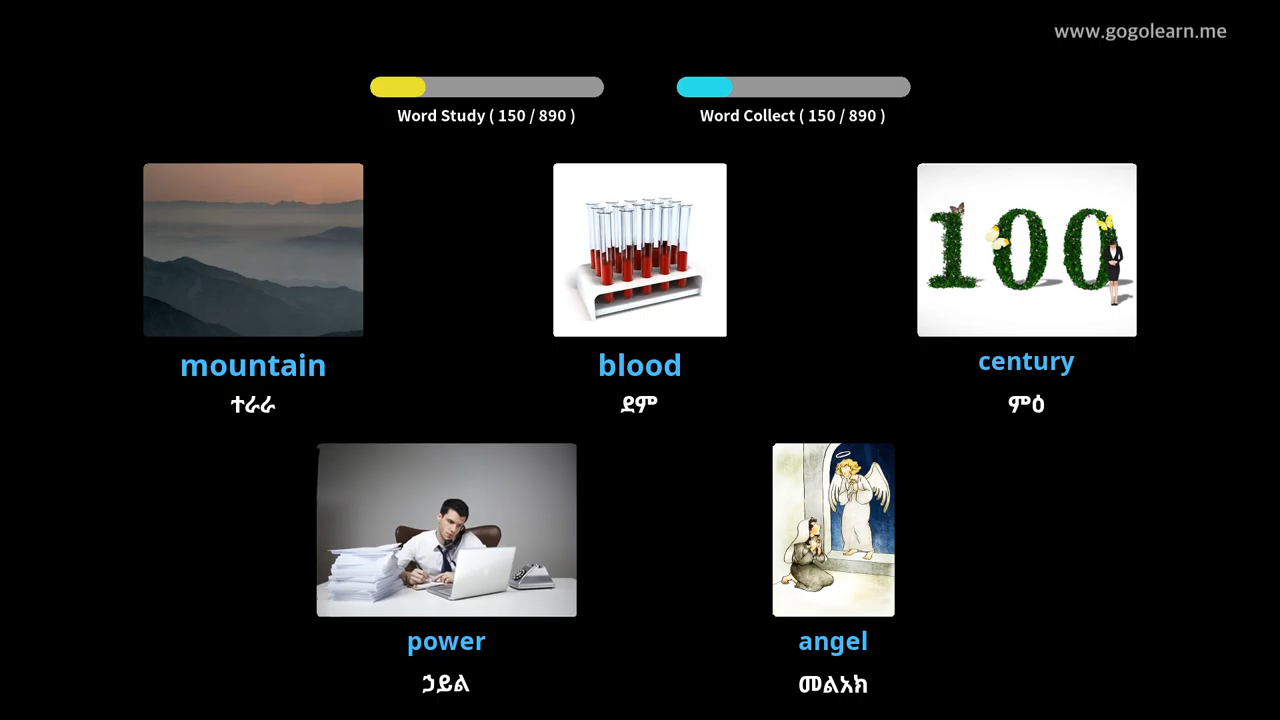 www.gogolearn.me
Word Study ( 150 / 890 )
Word Collect ( 150 / 890 )
mountain
ተራራ
blood
ደም
century
ምዕ
power
ኃይል
angel
መልአክ